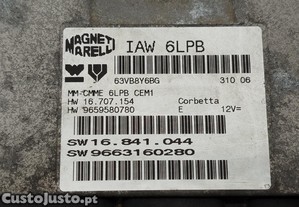 MAGNETI MARELLI
IAW 6LPB
63VB8Y6BG 310 06
MM-CMME 6LPB CEM1
HW 16.707.154 Corbetta
HW 9659580780 E 12V=
SW16.841.044
SW9663160280
CustoJusto.pt